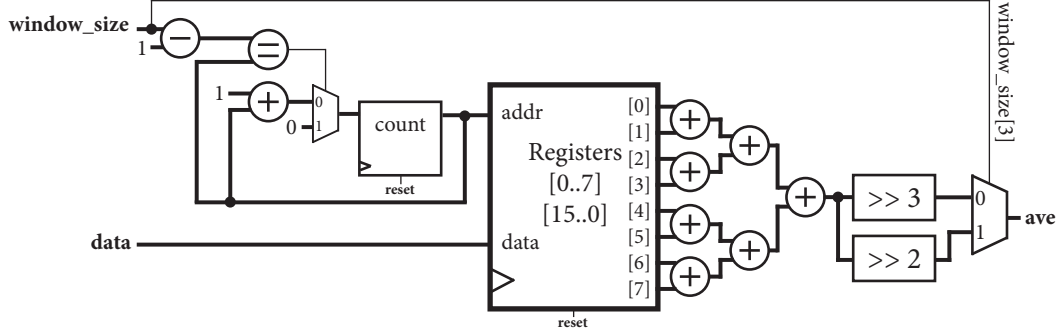 window_size
1
−
=
1
+
0
1
0
count
reset
addr
Registers
[0..7]
[15..0]
data
[0]
[1]
[2]
[3]
[4]
[5]
[6]
[7]
reset
data
+
+
+
+
+
+
+
>> 3
>> 2
window_size[3]
0
1
ave